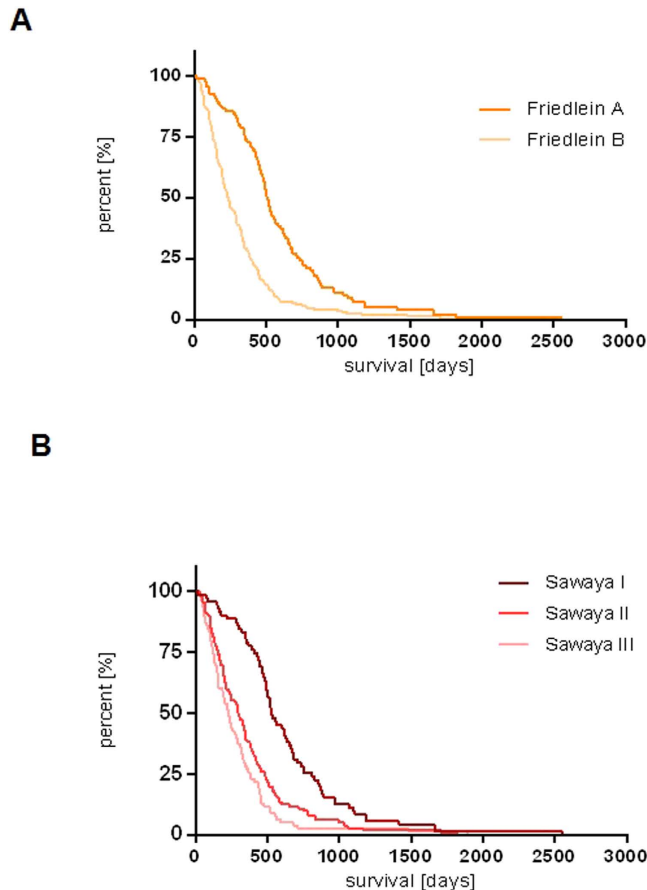 A
100
75
50
25
0
percent [%]
Friedlein A
Friedlein B
0 500 1000 1500 2000 2500 3000
survival [days]
B
100
75
50
25
0
percent [%]
Sawaya I
Sawaya II
Sawaya III
0 500 1000 1500 2000 2500 3000
survival [days]